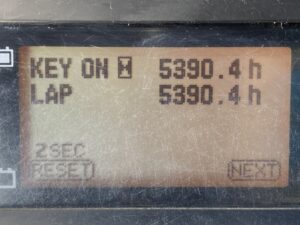 KEY ON 5390.4 h
LAP 5390.4 h
2SEC
RESET NEXT